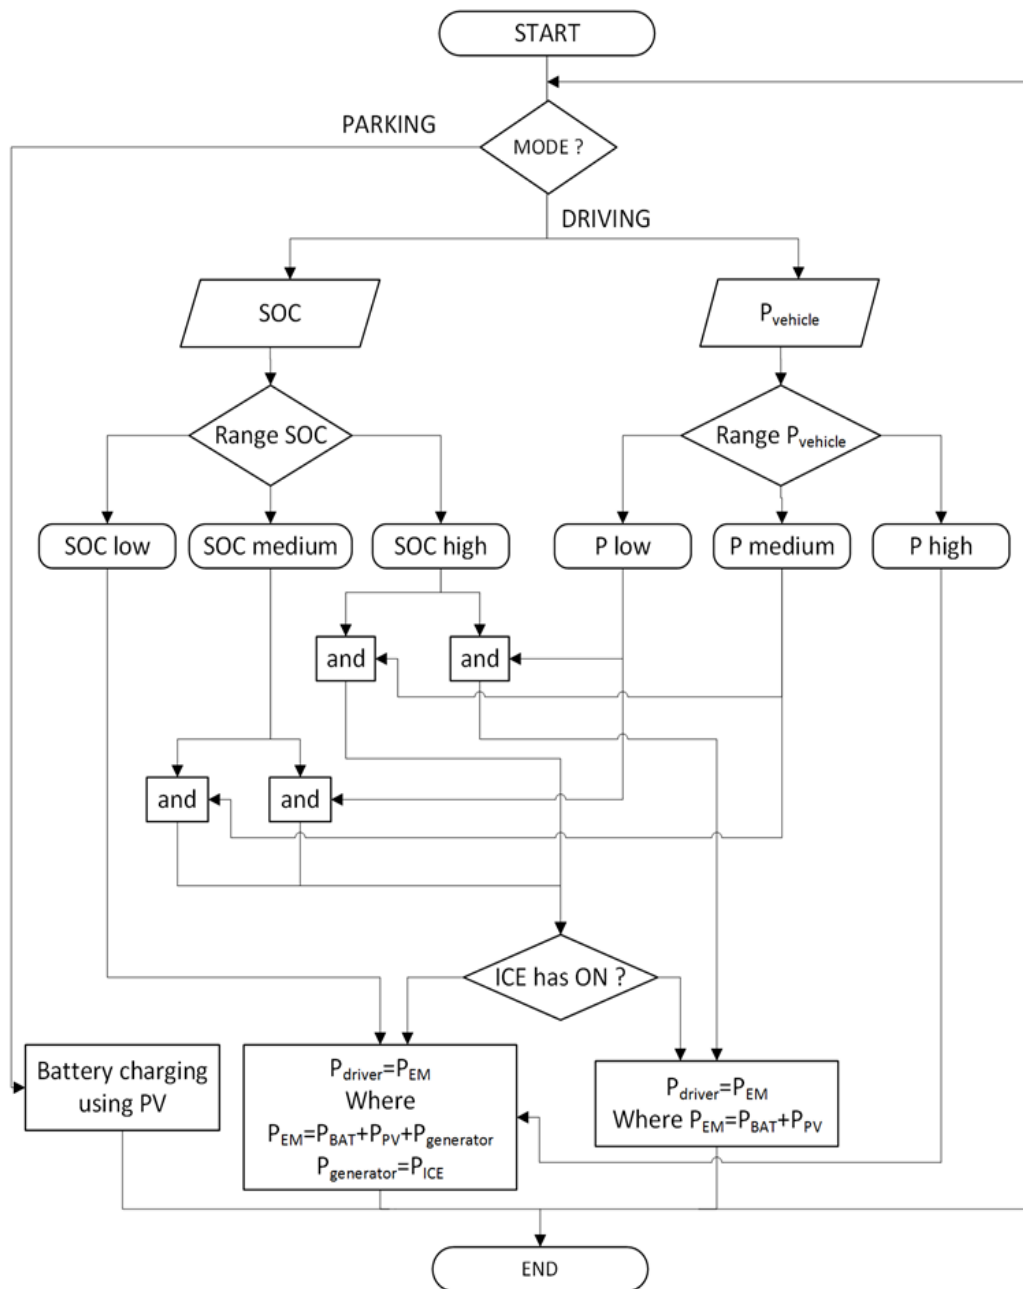 START
PARKING
MODE ?
DRIVING
SOC
Pvehicle
Range SOC
Range Pvehicle
SOC low
SOC medium
SOC high
P low
P medium
P high
and
and
and
and
ICE has ON ?
Battery charging
using PV
Pdriver=PEM
Where
PEM=PBAT+PPV+Pgenerator
Pgenerator=PICE
Pdriver=PEM
Where PEM=PBAT+PPV
END